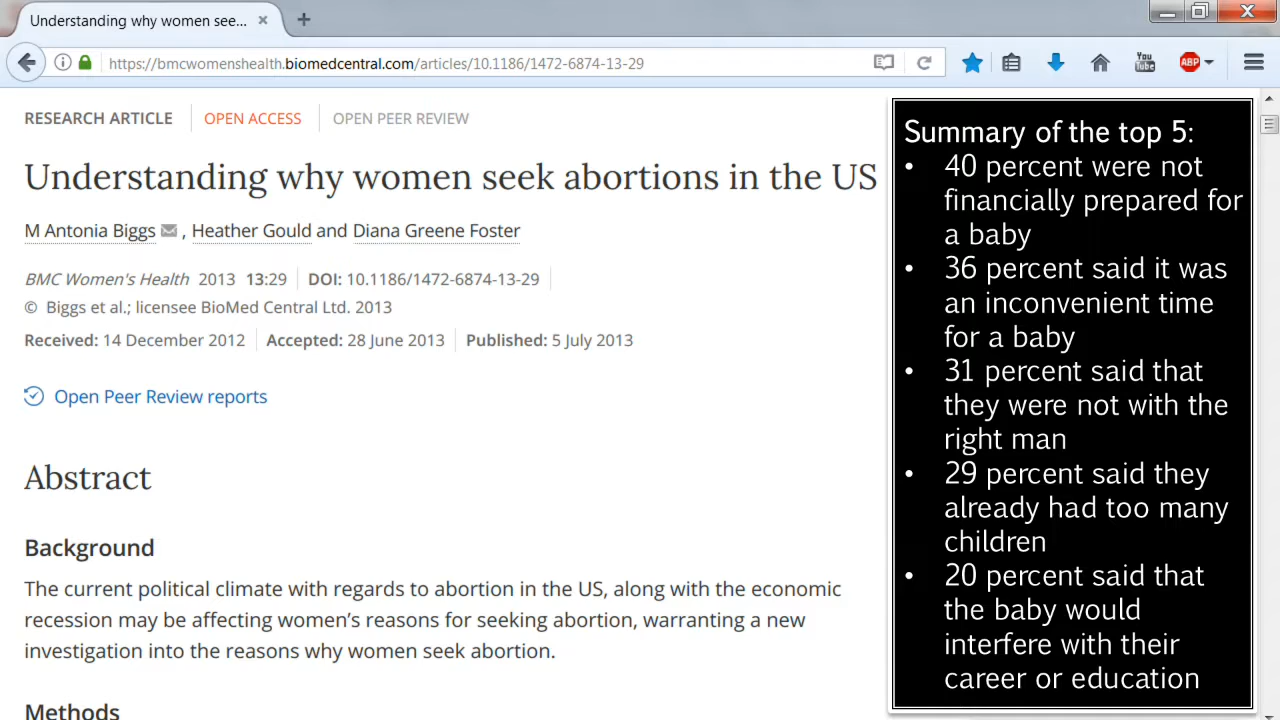 Understanding why women see...
https://bmcwomenshealth.biomedcentral.com/articles/10.1186/1472-6874-13-29
You
Tube
ABP
RESEARCH ARTICLE
OPEN ACCESS
OPEN PEER REVIEW
Understanding why women seek abortions in the US
M Antonia Biggs , Heather Gould and Diana Greene Foster
BMC Women's Health 2013 13:29 DOI: 10.1186/1472-6874-13-29
© Biggs et al.; licensee BioMed Central Ltd. 2013
Received: 14 December 2012 Accepted: 28 June 2013 Published: 5 July 2013
Open Peer Review reports
Abstract
Background
The current political climate with regards to abortion in the US, along with the economic
recession may be affecting women’s reasons for seeking abortion, warranting a new
investigation into the reasons why women seek abortion.
Methods
Summary of the top 5:
• 40 percent were not
financially prepared for
a baby
• 36 percent said it was
an inconvenient time
for a baby
• 31 percent said that
they were not with the
right man
• 29 percent said they
already had too many
children
• 20 percent said that
the baby would
interfere with their
career or education